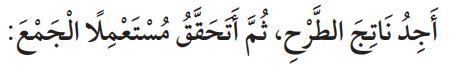 أَجِدُ نَاتِجَ الطَّرْحِ، ثُمَّ أَتَحَقَّقُ مُسْتَعْمِلًا الْجَمْعَ: